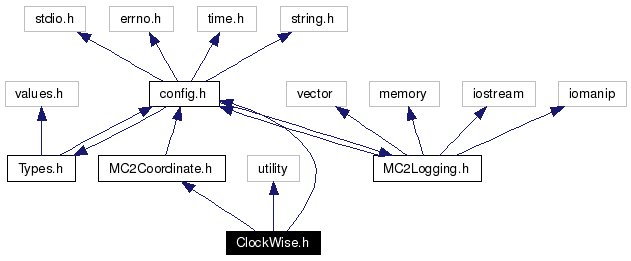 stdio.h
errno.h
time.h
string.h
values.h
config.h
vector
memory
iostream
iomanip
Types.h
MC2Coordinate.h
utility
MC2Logging.h
ClockWise.h